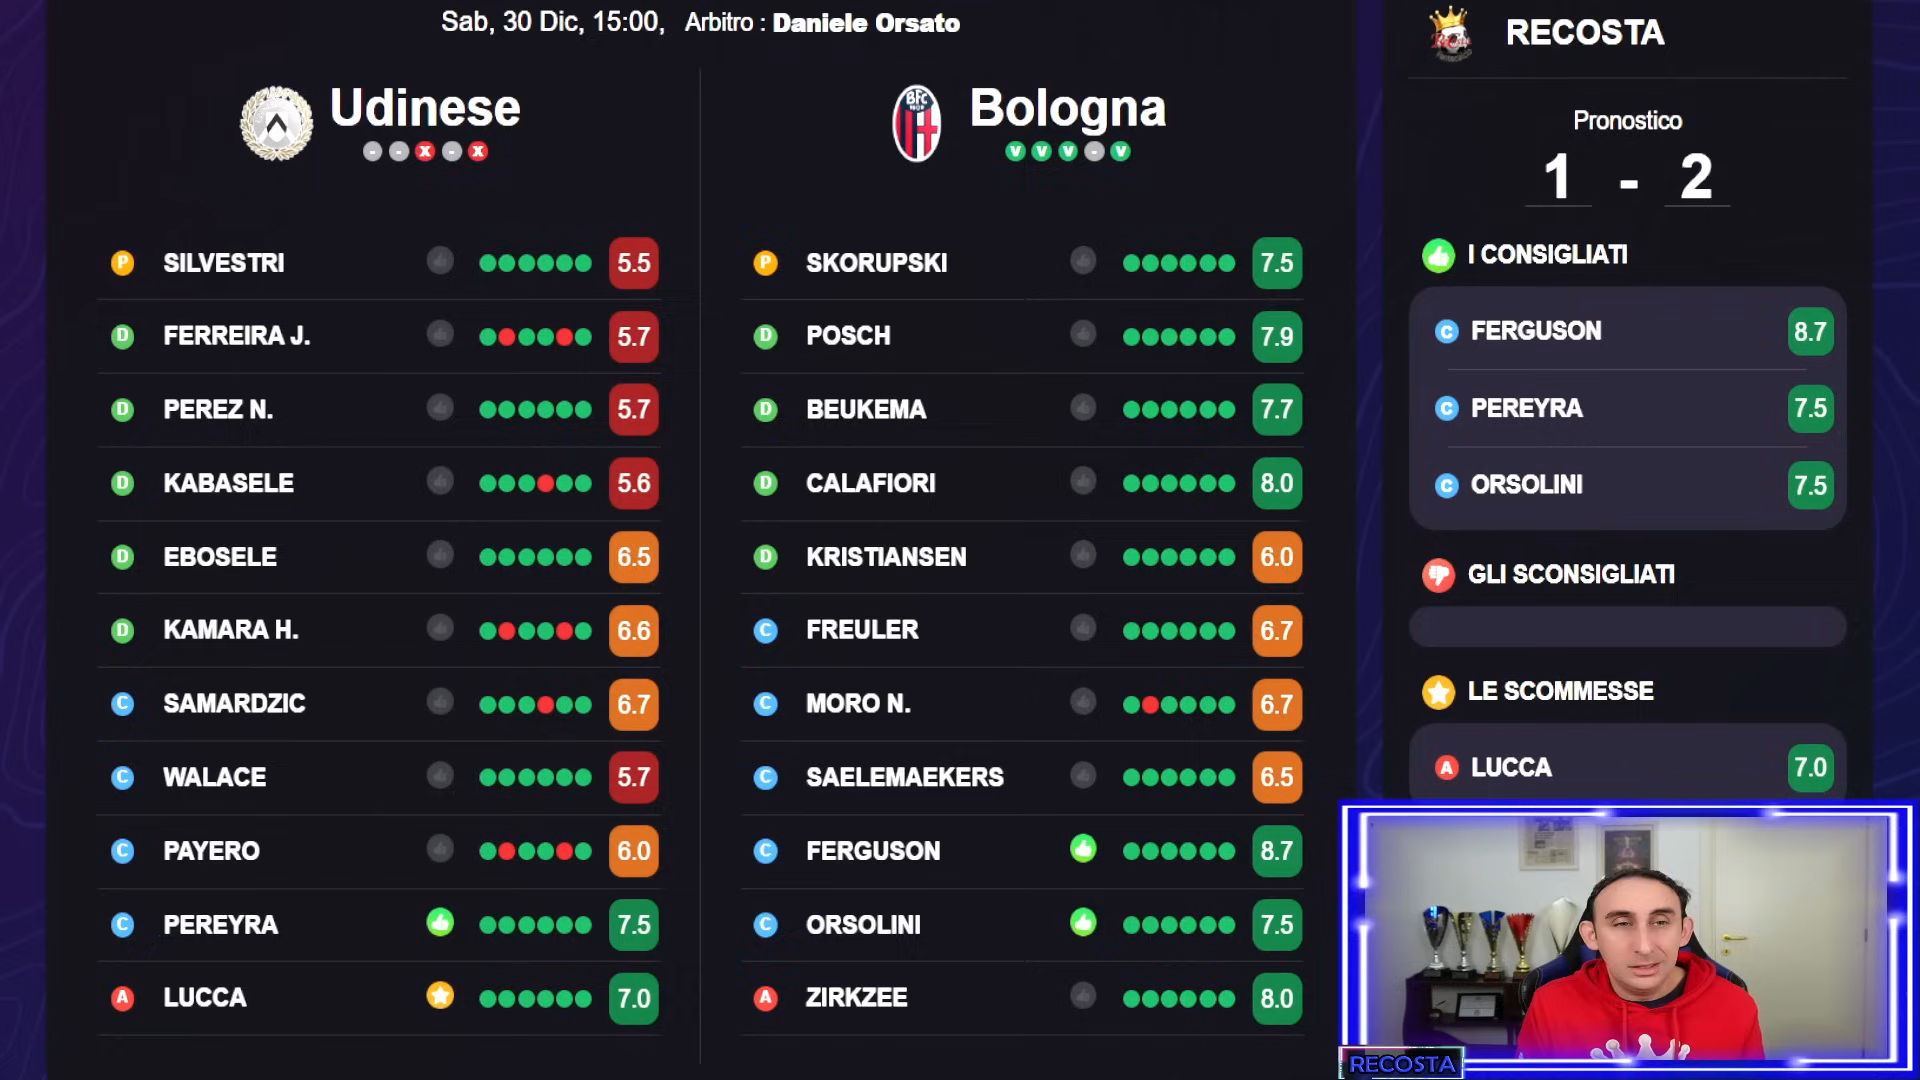 Sab, 30 Dic, 15:00, Arbitro : Daniele Orsato
Udinese
- - X - X
P SILVESTRI 5.5
D FERREIRA J. 5.7
D PEREZ N. 5.7
D KABASELE 5.6
D EBOSELE 6.5
D KAMARA H. 6.6
C SAMARDZIC 6.7
C WALACE 5.7
C PAYERO 6.0
C PEREYRA 7.5
A LUCCA 7.0
BFC
1909
Bologna
V V V - V
P SKORUPSKI 7.5
D POSCH 7.9
D BEUKEMA 7.7
D CALAFIORI 8.0
D KRISTIANSEN 6.0
C FREULER 6.7
C MORO N. 6.7
C SAELEMAEKERS 6.5
C FERGUSON 8.7
C ORSOLINI 7.5
A ZIRKZEE 8.0
RECOSTA
Pronostico
1 - 2
I CONSIGLIATI
C FERGUSON 8.7
C PEREYRA 7.5
C ORSOLINI 7.5
GLI SCONSIGLIATI
LE SCOMMESSE
A LUCCA 7.0
RECOSTA